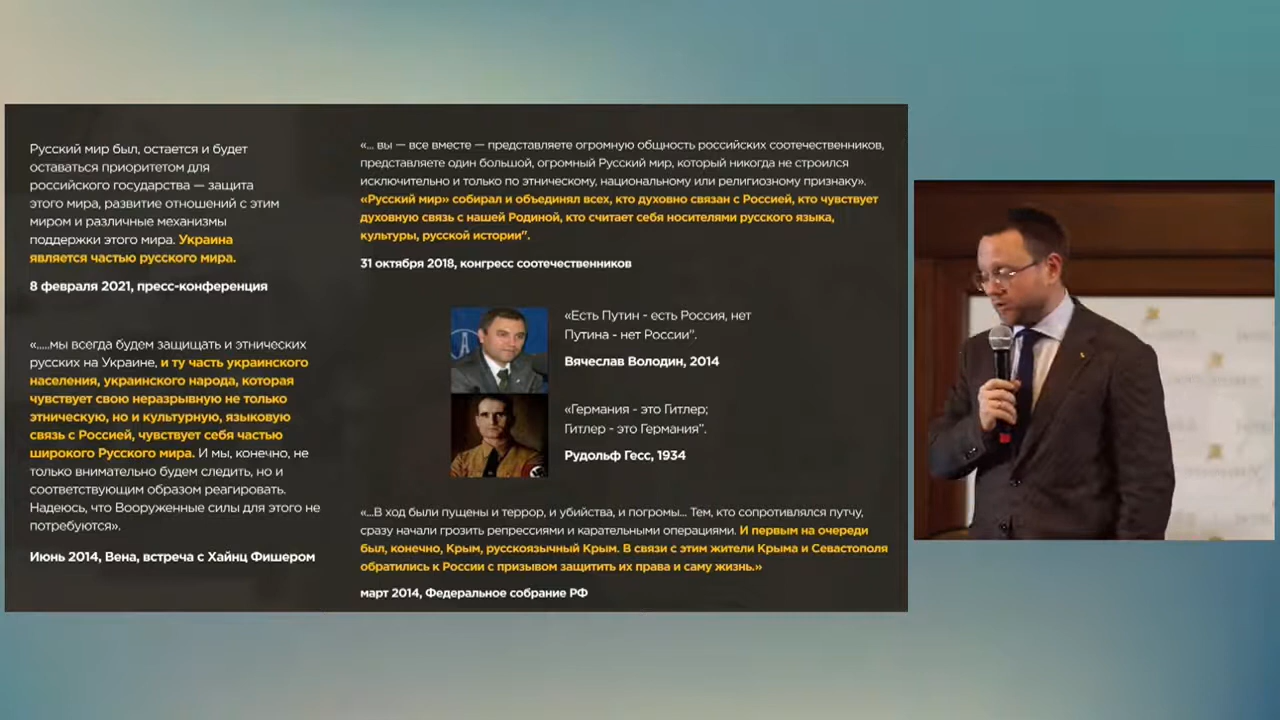 Русский мир был, остается и будет
оставаться приоритетом для
российского государства — защита
этого мира, развитие отношений с этим
миром и различные механизмы
поддержки этого мира. Украина
является частью русского мира.
8 февраля 2021, пресс-конференция
«.....мы всегда будем защищать и этнических
русских на Украине, и ту часть украинского
населения, украинского народа, которая
чувствует свою неразрывную не только
этническую, но и культурную, языковую
связь с Россией, чувствует себя частью
широкого Русского мира. И мы, конечно, не
только внимательно будем следить, но и
соответствующим образом реагировать.
Надеюсь, что Вооруженные силы для этого не
потребуются».
Июнь 2014, Вена, встреча с Хайнц Фишером
«... вы — все вместе — представляете огромную общность российских соотечественников,
представляете один большой, огромный Русский мир, который никогда не строился
исключительно и только по этническому, национальному или религиозному признаку».
«Русский мир» собирал и объединял всех, кто духовно связан с Россией, кто чувствует
духовную связь с нашей Родиной, кто считает себя носителями русского языка,
культуры, русской истории".
31 октября 2018, конгресс соотечественников
«Есть Путин - есть Россия, нет
Путина - нет России".
Вячеслав Володин, 2014
«Германия - это Гитлер;
Гитлер - это Германия".
Рудольф Гесс, 1934
«...В ход были пущены и террор, и убийства, и погромы... Тем, кто сопротивлялся путчу,
сразу начали грозить репрессиями и карательными операциями. И первым на очереди
был, конечно, Крым, русскоязычный Крым. В связи с этим жители Крыма и Севастополя
обратились к России с призывом защитить их права и саму жизнь.»
март 2014, Федеральное собрание РФ